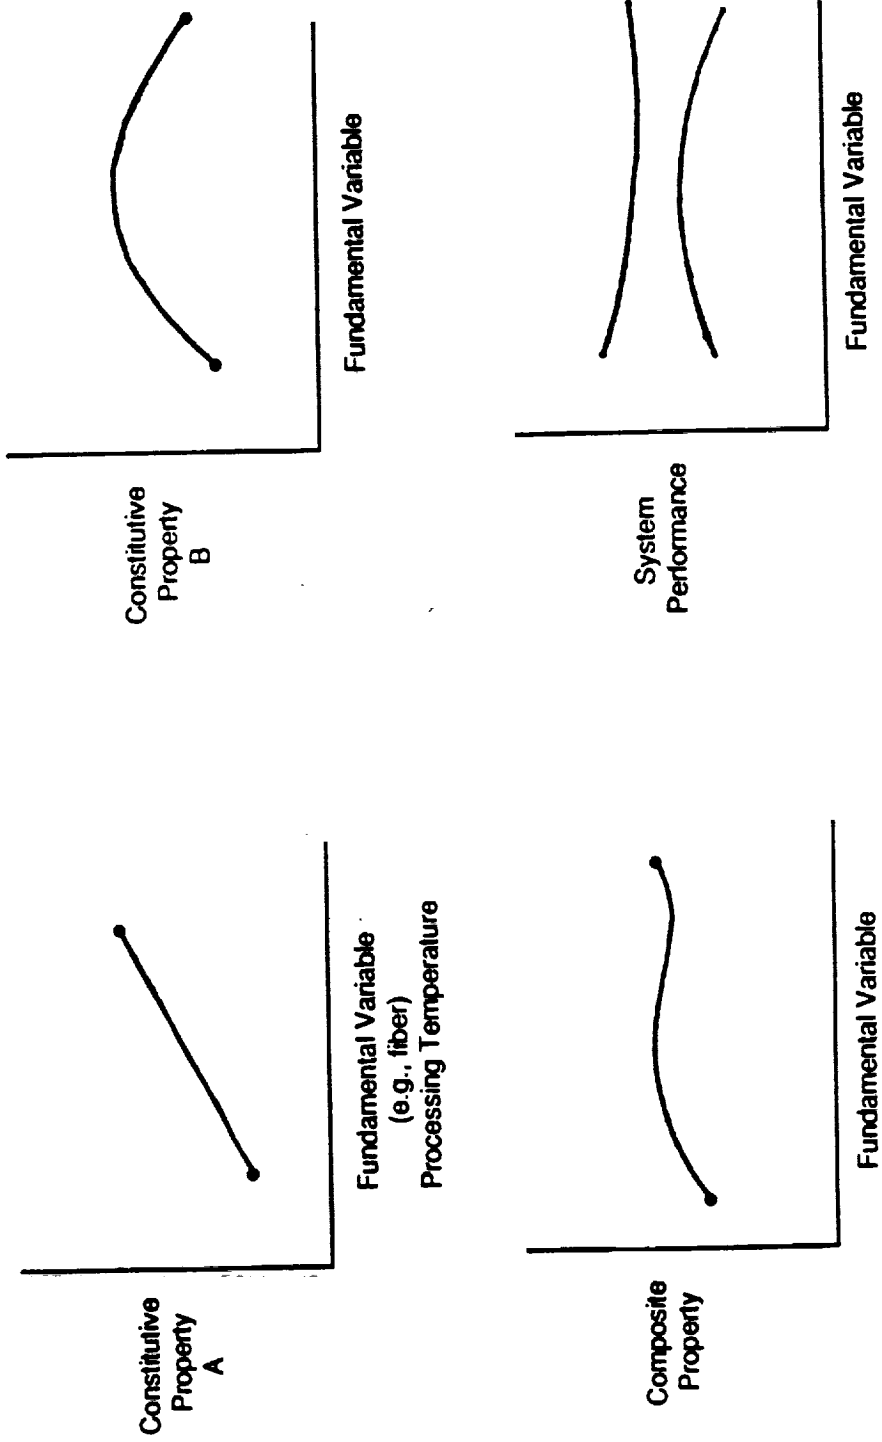 Constitutive
Property
A
Fundamental Variable
(e.g., fiber)
Processing Temperature
Constitutive
Property
B
Fundamental Variable
Composite
Property
Fundamental Variable
System
Performance
Fundamental Variable